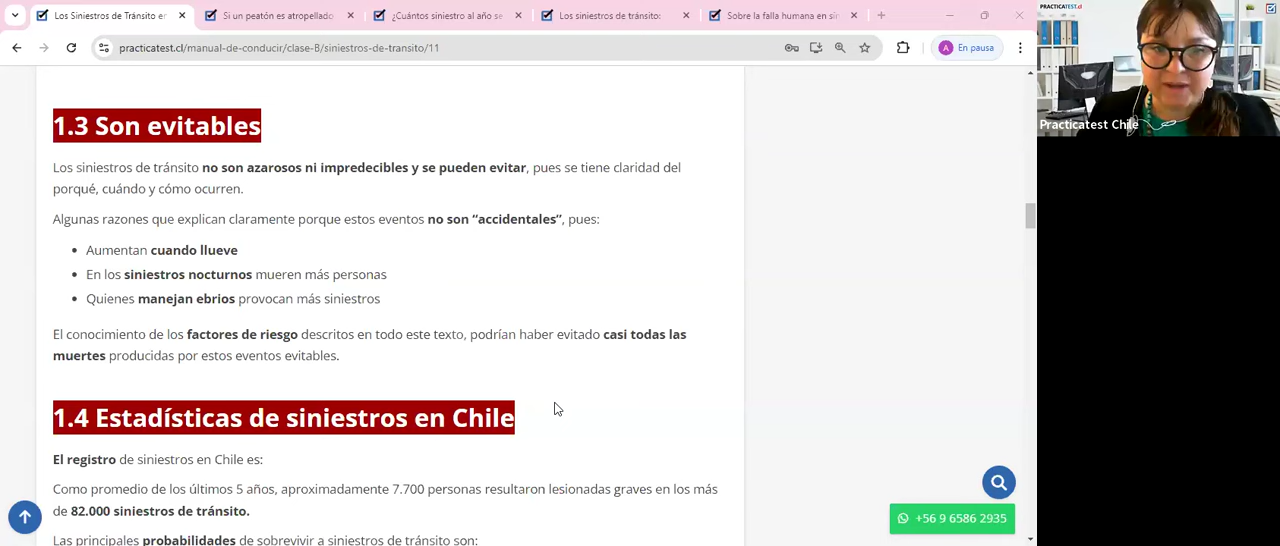 Los Siniestros de Tránsito en
Si un peatón es atropellado
¿Cuántos siniestro al año se
Los siniestros de tránsito:
Sobre la falla humana en sin
practicatest.cl/manual-de-conducir/clase-B/siniestros-de-transito/11
A En pausa
PRACTICATEST.cl
Practicatest Chile
1.3 Son evitables
Los siniestros de tránsito no son azarosos ni impredecibles y se pueden evitar, pues se tiene claridad del
porqué, cuándo y cómo ocurren.
Algunas razones que explican claramente porque estos eventos no son “accidentales”, pues:
• Aumentan cuando llueve
• En los siniestros nocturnos mueren más personas
• Quienes manejan ebrios provocan más siniestros
El conocimiento de los factores de riesgo descritos en todo este texto, podrían haber evitado casi todas las
muertes producidas por estos eventos evitables.
1.4 Estadísticas de siniestros en Chile
El registro de siniestros en Chile es:
Como promedio de los últimos 5 años, aproximadamente 7.700 personas resultaron lesionadas graves en los más
de 82.000 siniestros de tránsito.
+56 9 6586 2935
Las principales probabilidades de sobrevivir a siniestros de tránsito son: